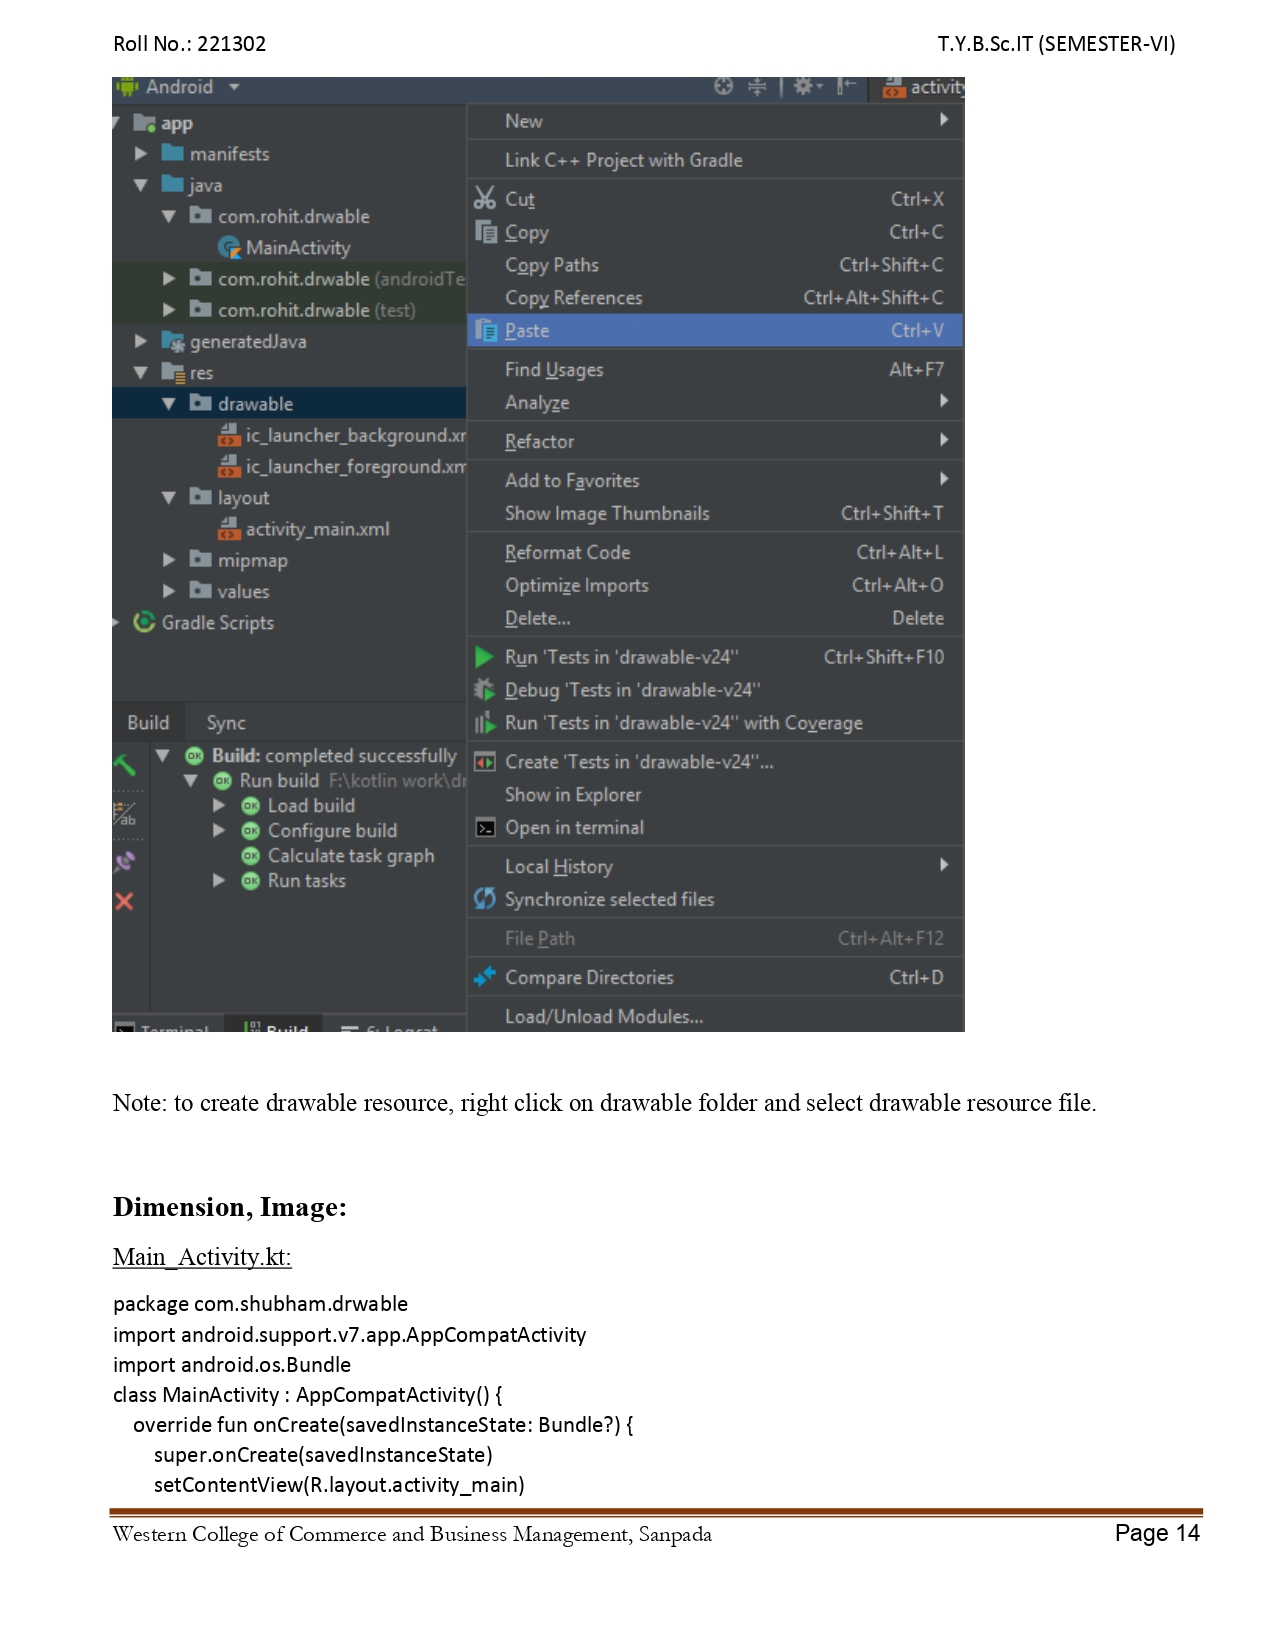 Roll No.: 221302 T.Y.B.Sc.IT (SEMESTER-VI)
Android
activity
app
manifests
java
com.rohit.drwable
MainActivity
com.rohit.drwable (androidTe
com.rohit.drwable (test)
generatedJava
res
drawable
ic_launcher_background.xr
ic_launcher_foreground.xm
layout
activity_main.xml
mipmap
values
Gradle Scripts
New
Link C++ Project with Gradle
Cut Ctrl+X
Copy Ctrl+C
Copy Paths Ctrl+Shift+C
Copy References Ctrl+Alt+Shift+C
Paste Ctrl+V
Find Usages Alt+F7
Analyze
Refactor
Add to Favorites
Show Image Thumbnails Ctrl+Shift+T
Reformat Code Ctrl+Alt+L
Optimize Imports Ctrl+Alt+O
Delete... Delete
Run 'Tests in 'drawable-v24'' Ctrl+Shift+F10
Debug 'Tests in 'drawable-v24''
Run 'Tests in 'drawable-v24'' with Coverage
Create 'Tests in 'drawable-v24''...
Show in Explorer
Open in terminal
Local History
Synchronize selected files
File Path Ctrl+Alt+F12
Compare Directories Ctrl+D
Load/Unload Modules...
Build Sync
Build: completed successfully
Run build F:\kotlin work\dr
Load build
Configure build
Calculate task graph
Run tasks
Terminal Build 6: Logcat
Note: to create drawable resource, right click on drawable folder and select drawable resource file.
Dimension, Image:
Main_Activity.kt:
package com.shubham.drwable
import android.support.v7.app.AppCompatActivity
import android.os.Bundle
class MainActivity : AppCompatActivity() {
override fun onCreate(savedInstanceState: Bundle?) {
super.onCreate(savedInstanceState)
setContentView(R.layout.activity_main)
Western College of Commerce and Business Management, Sanpada Page 14